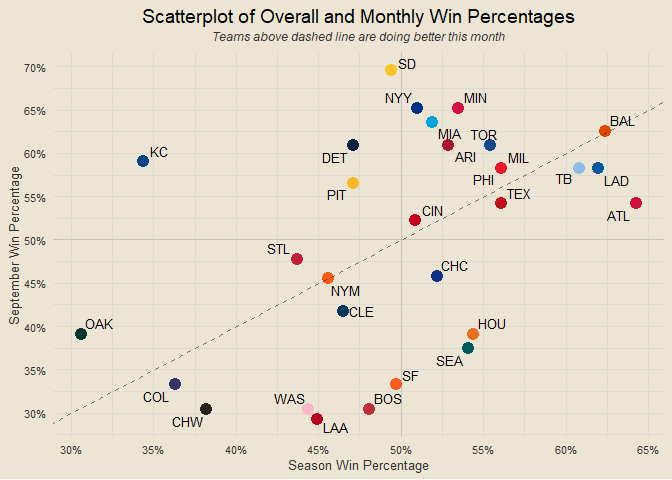 Scatterplot of Overall and Monthly Win Percentages
Teams above dashed line are doing better this month
70%
65%
60%
55%
50%
45%
40%
35%
30%
September Win Percentage
SD
NYY
MIN
MIA
TOR
BAL
KC
DET
ARI
MIL
PHI
TB
LAD
PIT
TEX
ATL
CIN
STL
CHC
NYM
CLE
OAK
HOU
SEA
SF
COL
WAS
BOS
CHW
LAA
30%
35%
40%
45%
50%
55%
60%
65%
Season Win Percentage